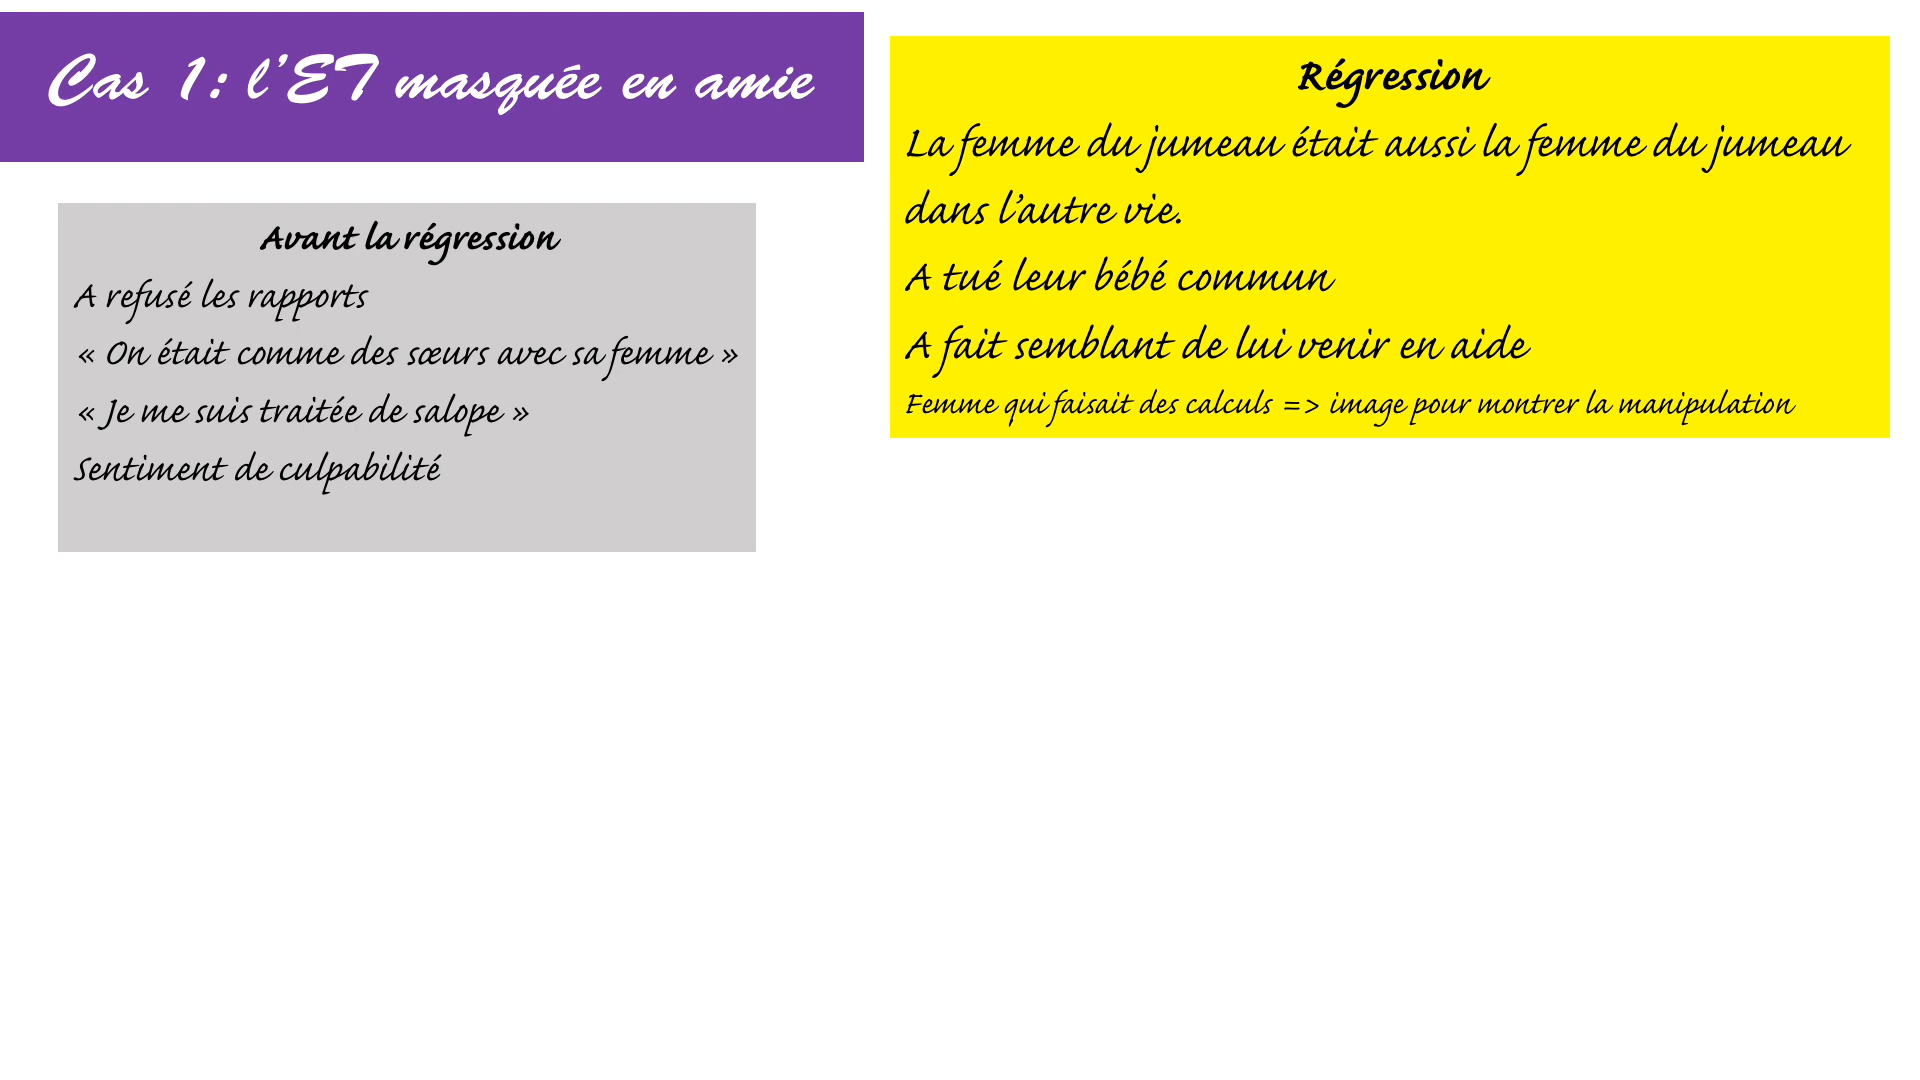 Cas 1: l’ET masquée en amie
Avant la régression
A refusé les rapports
« On était comme des sœurs avec sa femme »
« Je me suis traitée de salope »
Sentiment de culpabilité
Régression
La femme du jumeau était aussi la femme du jumeau
dans l’autre vie.
A tué leur bébé commun
A fait semblant de lui venir en aide
Femme qui faisait des calculs => image pour montrer la manipulation